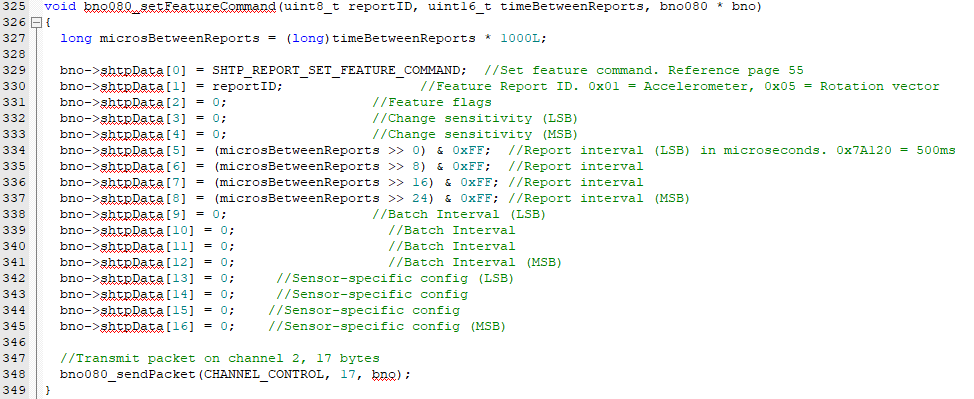 325 void bno080_setFeatureCommand(uint8_t reportID, uint16_t timeBetweenReports, bno080 * bno)
326 {
327   long microsBetweenReports = (long)timeBetweenReports * 1000L;
328
329   bno->shtpData[0] = SHTP_REPORT_SET_FEATURE_COMMAND;  //Set feature command. Reference page 55
330   bno->shtpData[1] = reportID;                 //Feature Report ID. 0x01 = Accelerometer, 0x05 = Rotation vector
331   bno->shtpData[2] = 0;                  //Feature flags
332   bno->shtpData[3] = 0;                  //Change sensitivity (LSB)
333   bno->shtpData[4] = 0;                  //Change sensitivity (MSB)
334   bno->shtpData[5] = (microsBetweenReports >> 0) & 0xFF;  //Report interval (LSB) in microseconds. 0x7A120 = 500ms
335   bno->shtpData[6] = (microsBetweenReports >> 8) & 0xFF;  //Report interval
336   bno->shtpData[7] = (microsBetweenReports >> 16) & 0xFF; //Report interval
337   bno->shtpData[8] = (microsBetweenReports >> 24) & 0xFF; //Report interval (MSB)
338   bno->shtpData[9] = 0;                  //Batch Interval (LSB)
339   bno->shtpData[10] = 0;                   //Batch Interval
340   bno->shtpData[11] = 0;                   //Batch Interval
341   bno->shtpData[12] = 0;                   //Batch Interval (MSB)
342   bno->shtpData[13] = 0;     //Sensor-specific config (LSB)
343   bno->shtpData[14] = 0;     //Sensor-specific config
344   bno->shtpData[15] = 0;    //Sensor-specific config
345   bno->shtpData[16] = 0;    //Sensor-specific config (MSB)
346
347   //Transmit packet on channel 2, 17 bytes
348   bno080_sendPacket(CHANNEL_CONTROL, 17, bno);
349 }